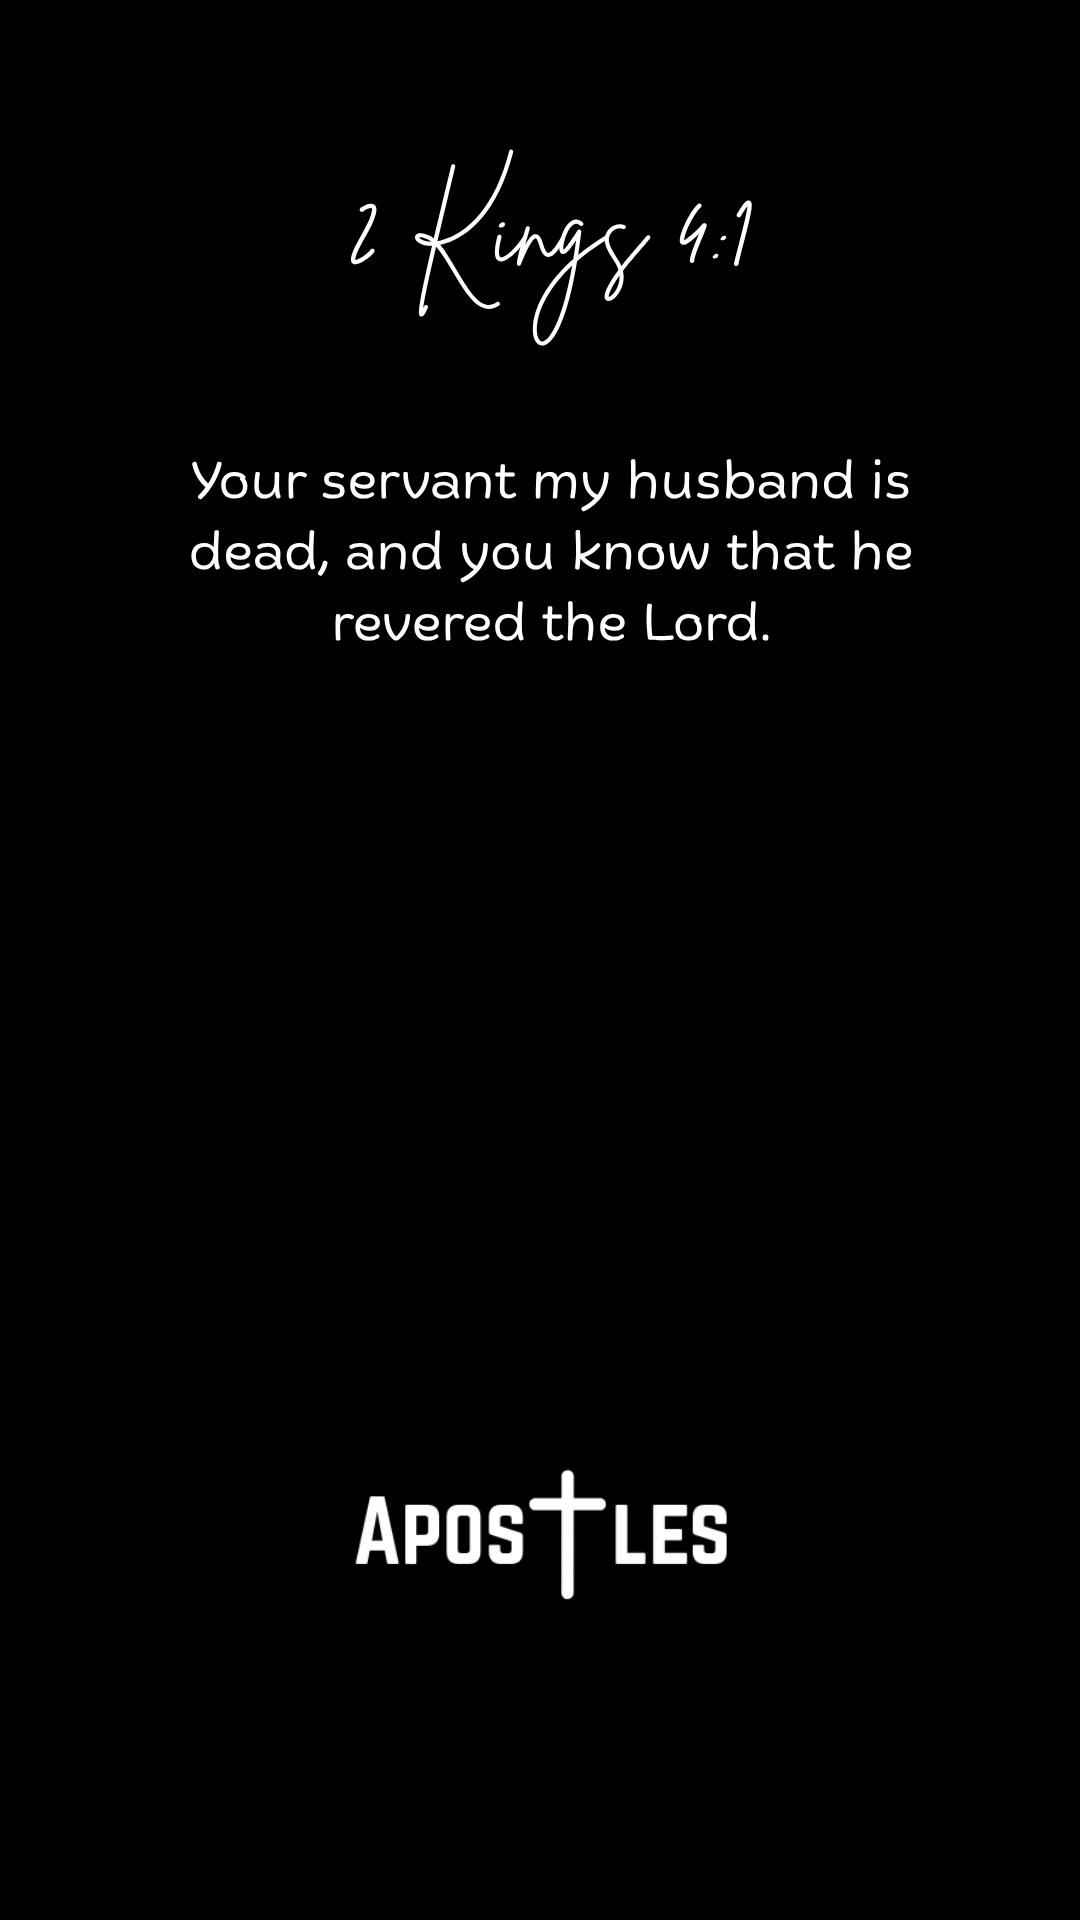 2 Kings 4:1
Your servant my husband is
dead, and you know that he
revered the Lord.
APOSTLES